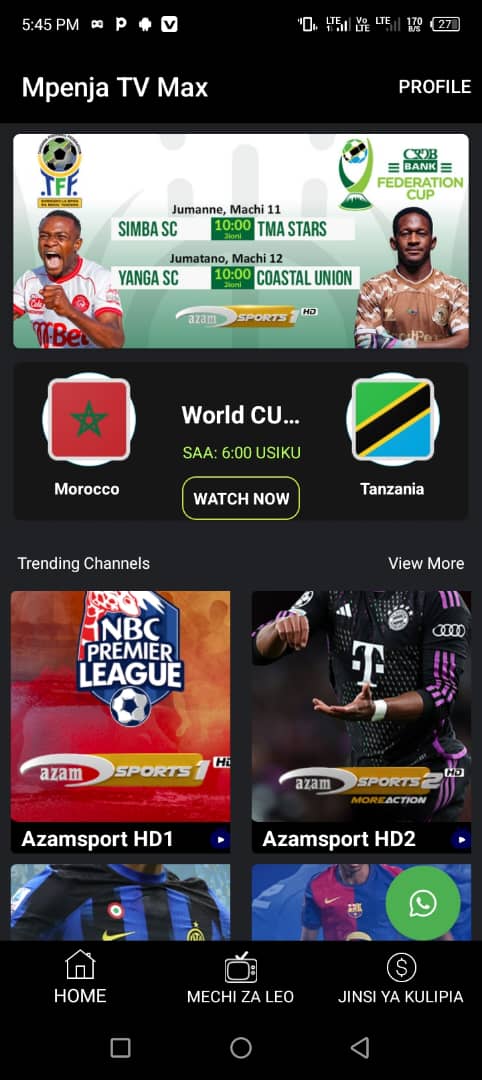 5:45 PM
LTE
Vo
LTE
LTE
170
B/S
27
Mpenja TV Max
PROFILE
TFF
CRDB
BANK
FEDERATION
CUP
Jumanne, Machi 11
SIMBA SC 10:00 TMA STARS
Jioni
Jumatano, Machi 12
YANGA SC 10:00 COASTAL UNION
Jioni
azam SPORTS 1 HD
World CU...
SAA: 6:00 USIKU
Morocco
WATCH NOW
Tanzania
Trending Channels
View More
NBC
PREMIER
LEAGUE
azam SPORTS 1 HD
Azamsport HD1
T
azam SPORTS 2 HD
MORE ACTION
Azamsport HD2
HOME
MECHI ZA LEO
JINSI YA KULIPIA